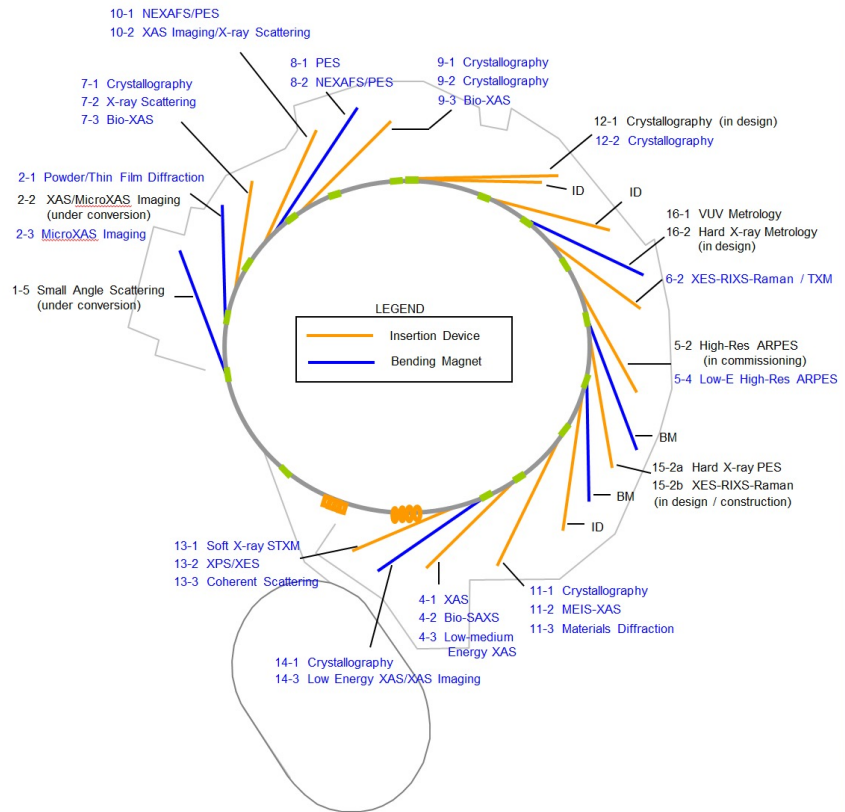 10-1 NEXAFS/PES
10-2 XAS Imaging/X-ray Scattering
8-1 PES
8-2 NEXAFS/PES
9-1 Crystallography
9-2 Crystallography
9-3 Bio-XAS
7-1 Crystallography
7-2 X-ray Scattering
7-3 Bio-XAS
12-1 Crystallography (in design)
12-2 Crystallography
ID
ID
2-1 Powder/Thin Film Diffraction
2-2 XAS/MicroXAS Imaging
(under conversion)
2-3 MicroXAS Imaging
16-1 VUV Metrology
16-2 Hard X-ray Metrology
(in design)
6-2 XES-RIXS-Raman / TXM
1-5 Small Angle Scattering
(under conversion)
LEGEND
Insertion Device
Bending Magnet
5-2 High-Res ARPES
(in commissioning)
5-4 Low-E High-Res ARPES
BM
15-2a Hard X-ray PES
15-2b XES-RIXS-Raman
(in design / construction)
BM
ID
13-1 Soft X-ray STXM
13-2 XPS/XES
13-3 Coherent Scattering
4-1 XAS
4-2 Bio-SAXS
4-3 Low-medium
Energy XAS
11-1 Crystallography
11-2 MEIS-XAS
11-3 Materials Diffraction
14-1 Crystallography
14-3 Low Energy XAS/XAS Imaging